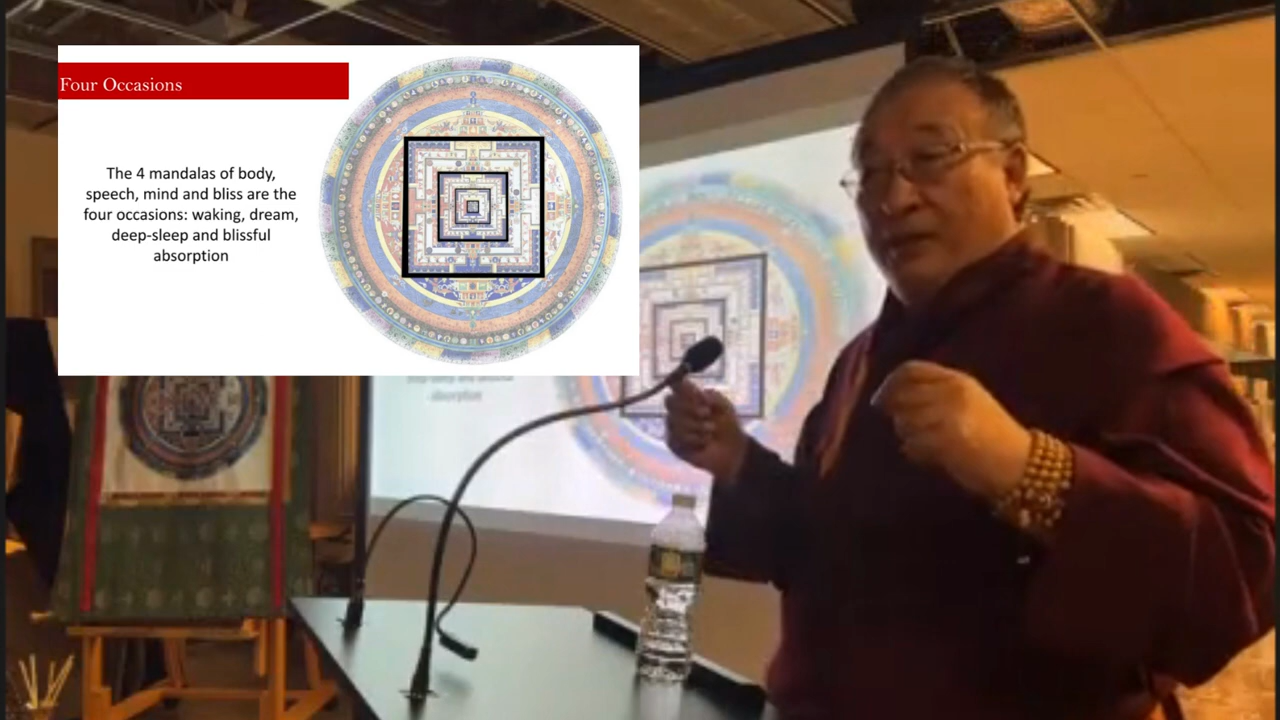 Four Occasions
The 4 mandalas of body,
speech, mind and bliss are the
four occasions: waking, dream,
deep-sleep and blissful
absorption
absorption